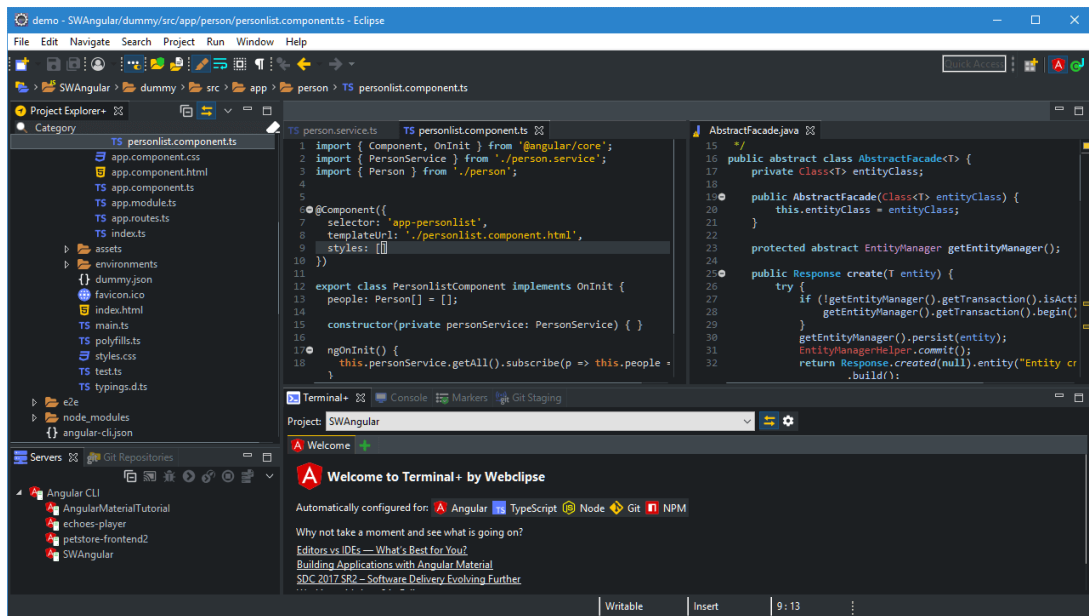 demo - SWAngular/dummy/src/app/person/personlist.component.ts - Eclipse
File Edit Navigate Search Project Run Window Help
Quick Access
SWAngular > dummy > src > app > person > TS personlist.component.ts
Project Explorer+
Category
TS personlist.component.ts
app.component.css
app.component.html
TS app.component.ts
TS app.module.ts
TS app.routes.ts
TS index.ts
assets
environments
{} dummy.json
favicon.ico
index.html
TS main.ts
TS polyfills.ts
styles.css
TS test.ts
TS typings.d.ts
e2e
node_modules
{} angular-cli.json
Servers Git Repositories
Angular CLI
AngularMaterialTutorial
echoes-player
petstore-frontend2
SWAngular
TS person.service.ts TS personlist.component.ts
1 import { Component, OnInit } from '@angular/core';
2 import { PersonService } from './person.service';
3 import { Person } from './person';
4
5
6 @Component({
7 selector: 'app-personlist',
8 templateUrl: './personlist.component.html',
9 styles: []
10 })
11
12 export class PersonlistComponent implements OnInit {
13 people: Person[] = [];
14
15 constructor(private personService: PersonService) { }
16
17 ngOnInit() {
18 this.personService.getAll().subscribe(p => this.people =
}
AbstractFacade.java
15 */
16 public abstract class AbstractFacade<T> {
17 private Class<T> entityClass;
18
19 public AbstractFacade(Class<T> entityClass) {
20 this.entityClass = entityClass;
21 }
22
23 protected abstract EntityManager getEntityManager();
24
25 public Response create(T entity) {
26 try {
27 if (!getEntityManager().getTransaction().isActi
28 getEntityManager().getTransaction().begin()
29 }
30 getEntityManager().persist(entity);
31 EntityManagerHelper.commit();
32 return Response.created(null).entity("Entity cr
.build();
Terminal+ Console Markers Git Staging
Project: SWAngular
Welcome
Welcome to Terminal+ by Webclipse
Automatically configured for: Angular TS TypeScript Node Git NPM
Why not take a moment and see what is going on?
Editors vs IDEs — What's Best for You?
Building Applications with Angular Material
SDC 2017 SR2 – Software Delivery Evolving Further
Writable Insert 9 : 13